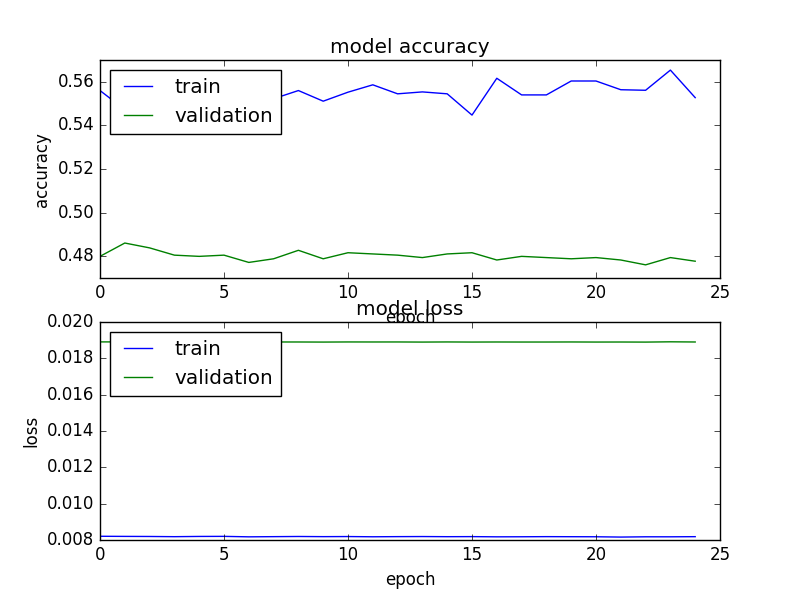 model accuracy
0.56
0.54
0.52
0.50
0.48
accuracy
train
validation
0 5 10 15 20 25
epoch
model loss
0.020
0.018
0.016
0.014
0.012
0.010
0.008
loss
train
validation
0 5 10 15 20 25
epoch